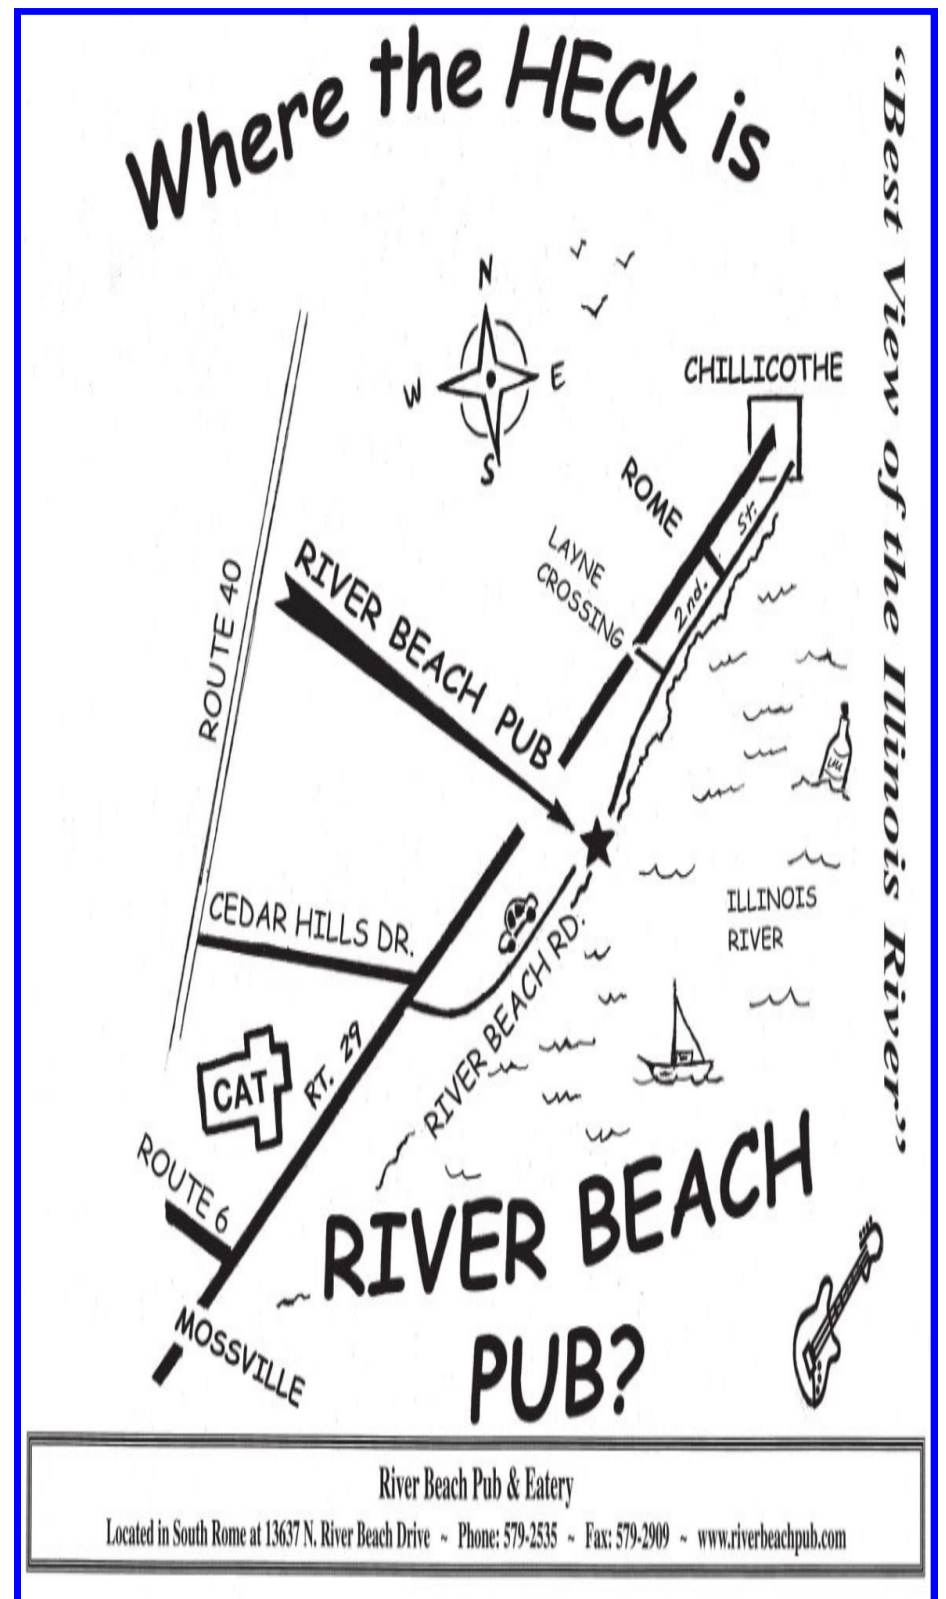 Where the HECK is
"Best View of the Illinois River"
N
W
E
S
CHILLICOTHE
ROME
St.
LAYNE
CROSSING
2nd.
ROUTE 40
RIVER BEACH PUB
CEDAR HILLS DR.
ILLINOIS
RIVER
RIVER BEACH RD.
RT. 29
CAT
ROUTE 6
MOSSVILLE
RIVER BEACH
PUB?
River Beach Pub & Eatery
Located in South Rome at 13637 N. River Beach Drive ~ Phone: 579-2535 ~ Fax: 579-2909 ~ www.riverbeachpub.com